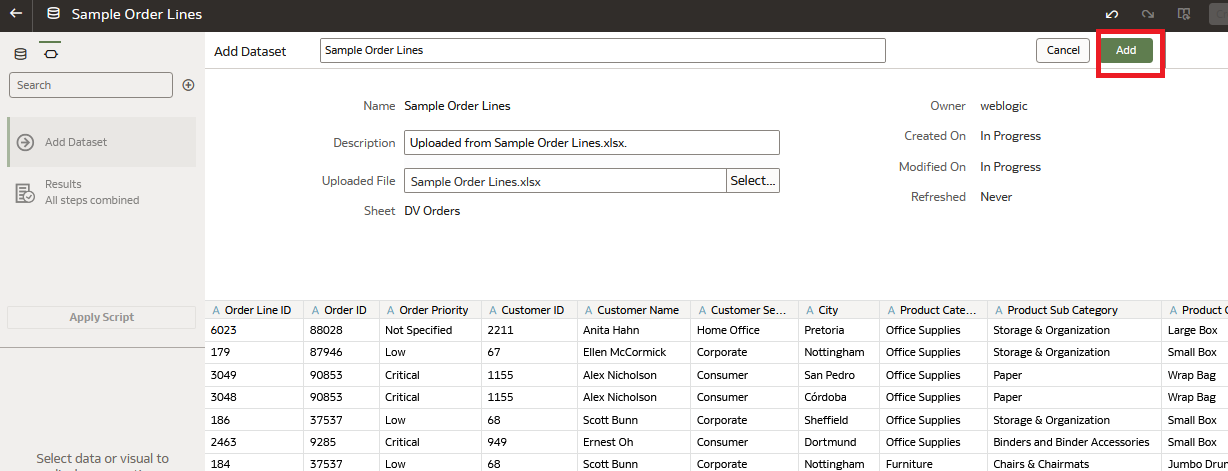 Sample Order Lines
Add Dataset
Sample Order Lines
Cancel
Add
Search
Add Dataset
Results
All steps combined
Apply Script
Select data or visual to
Name Sample Order Lines
Description Uploaded from Sample Order Lines.xlsx.
Uploaded File Sample Order Lines.xlsx Select...
Sheet DV Orders
Owner weblogic
Created On In Progress
Modified On In Progress
Refreshed Never
A Order Line ID A Order ID A Order Priority A Customer ID A Customer Name A Customer Se... A City A Product Cate... A Product Sub Category A Product C
6023 88028 Not Specified 2211 Anita Hahn Home Office Pretoria Office Supplies Storage & Organization Large Box
179 87946 Low 67 Ellen McCormick Corporate Nottingham Office Supplies Storage & Organization Small Box
3049 90853 Critical 1155 Alex Nicholson Consumer San Pedro Office Supplies Paper Wrap Bag
3048 90853 Critical 1155 Alex Nicholson Consumer Córdoba Office Supplies Paper Wrap Bag
186 37537 Low 68 Scott Bunn Corporate Sheffield Office Supplies Storage & Organization Small Box
2463 9285 Critical 949 Ernest Oh Consumer Dortmund Office Supplies Binders and Binder Accessories Small Box
184 37537 Low 68 Scott Bunn Corporate Nottingham Furniture Chairs & Chairmats Jumbo Drum